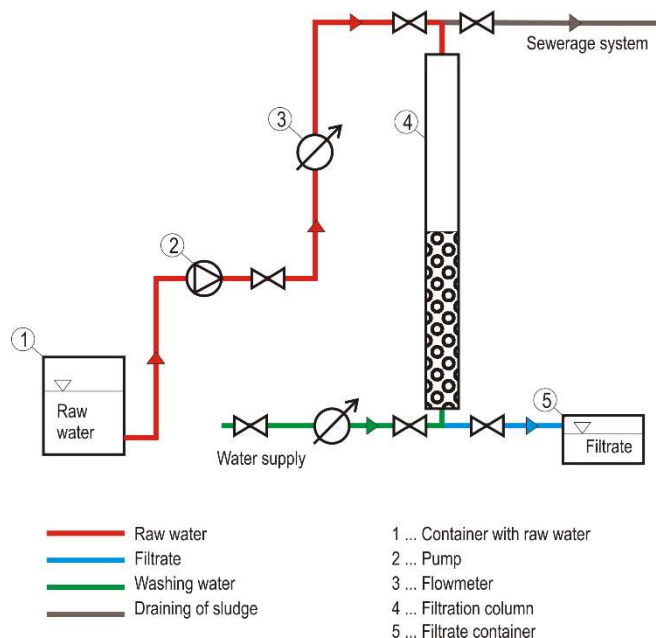 Sewerage system
3
4
2
1
Raw
water
5
Water supply
Filtrate
Raw water
Filtrate
Washing water
Draining of sludge
1 ... Container with raw water
2 ... Pump
3 ... Flowmeter
4 ... Filtration column
5 ... Filtrate container